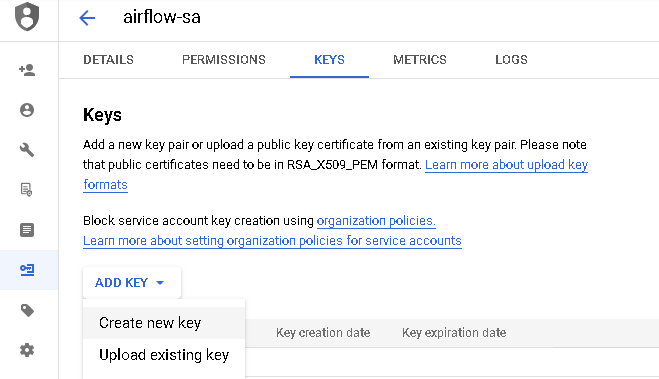 airflow-sa
DETAILS PERMISSIONS KEYS METRICS LOGS
Keys
Add a new key pair or upload a public key certificate from an existing key pair. Please note
that public certificates need to be in RSA_X509_PEM format. Learn more about upload key
formats
Block service account key creation using organization policies.
Learn more about setting organization policies for service accounts
ADD KEY
Create new key
Key creation date Key expiration date
Upload existing key